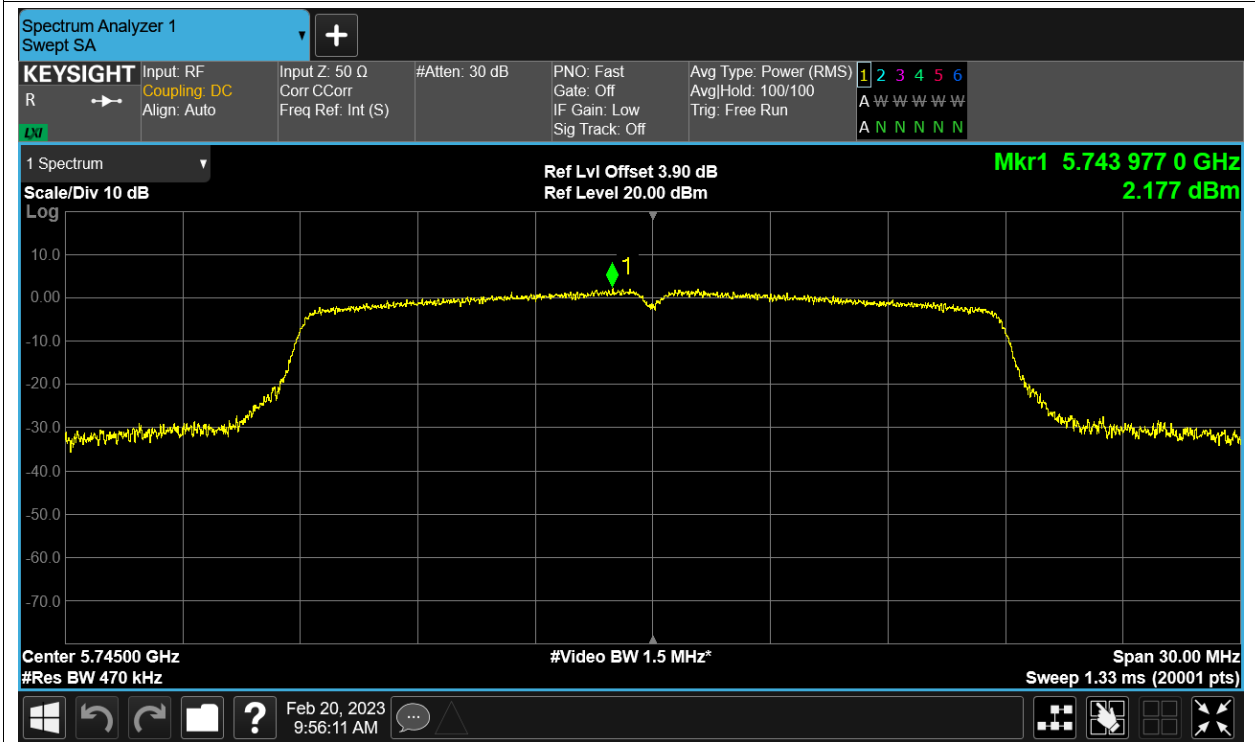 Spectrum Analyzer 1
Swept SA
+
KEYSIGHT
R
LXI
Input: RF
Coupling: DC
Align: Auto
Input Z: 50 Ω
Corr CCorr
Freq Ref: Int (S)
#Atten: 30 dB
PNO: Fast
Gate: Off
IF Gain: Low
Sig Track: Off
Avg Type: Power (RMS)
Avg|Hold: 100/100
Trig: Free Run
1 2 3 4 5 6
A W W W W W
A N N N N N
1 Spectrum
Scale/Div 10 dB
Log
Ref Lvl Offset 3.90 dB
Ref Level 20.00 dBm
Mkr1 5.743 977 0 GHz
2.177 dBm
1
10.0
0.00
-10.0
-20.0
-30.0
-40.0
-50.0
-60.0
-70.0
Center 5.74500 GHz
#Res BW 470 kHz
#Video BW 1.5 MHz*
Span 30.00 MHz
Sweep 1.33 ms (20001 pts)
?
Feb 20, 2023
9:56:11 AM